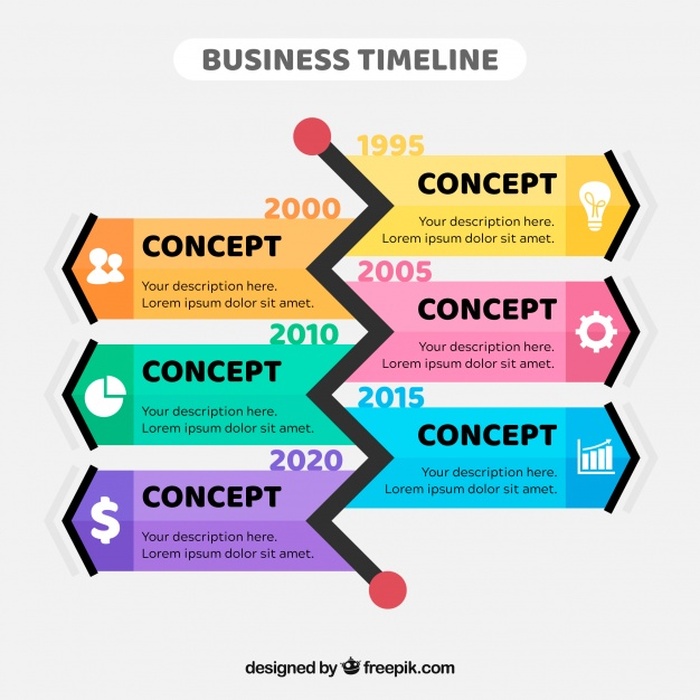 BUSINESS TIMELINE
1995
CONCEPT
Your description here.
Lorem ipsum dolor sit amet.
2000
CONCEPT
Your description here.
Lorem ipsum dolor sit amet.
2005
CONCEPT
Your description here.
Lorem ipsum dolor sit amet.
2010
CONCEPT
Your description here.
Lorem ipsum dolor sit amet.
2015
CONCEPT
Your description here.
Lorem ipsum dolor sit amet.
2020
CONCEPT
Your description here.
Lorem ipsum dolor sit amet.
$
designed by freepik.com